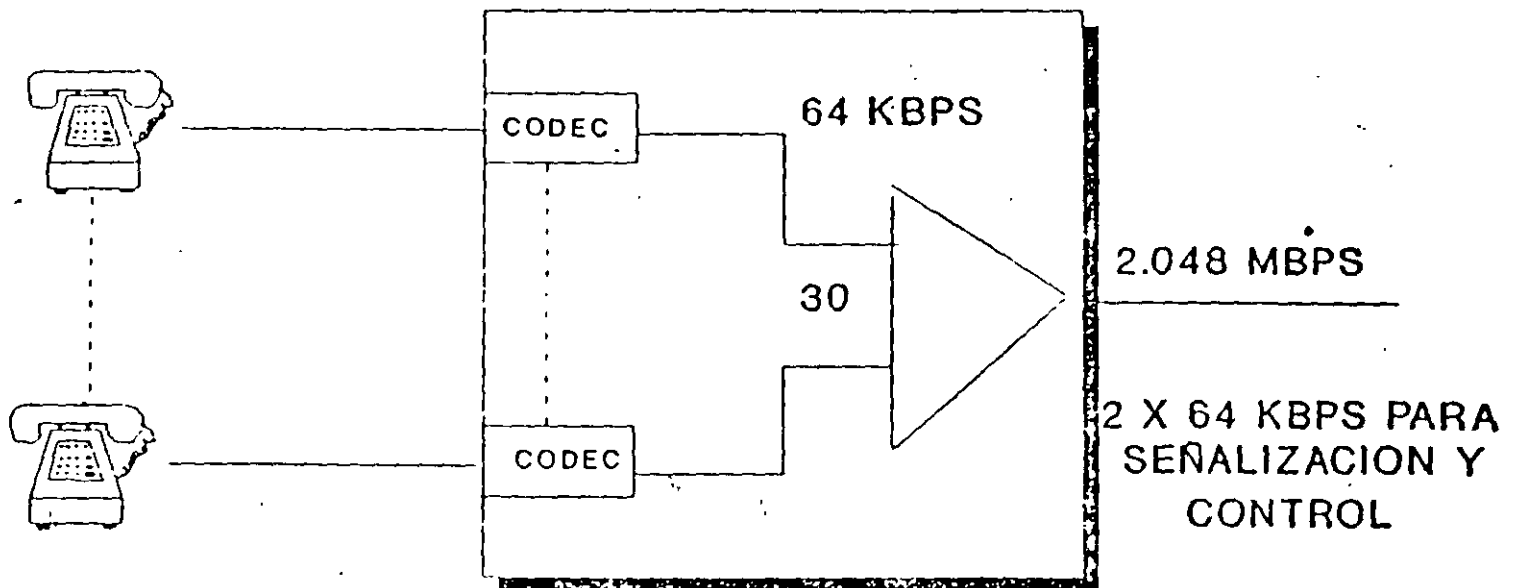 CODEC
64 KBPS
30
2.048 MBPS
CODEC
2 X 64 KBPS PARA
SEÑALIZACION Y
CONTROL